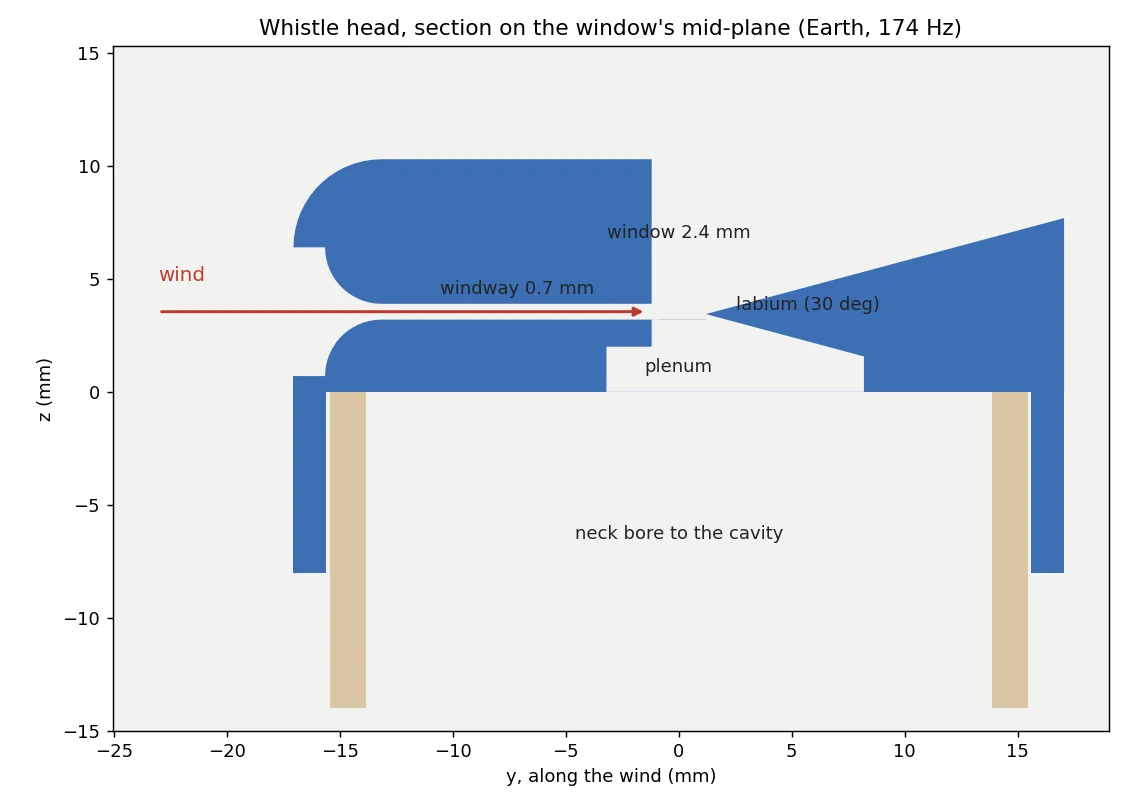 Whistle head, section on the window's mid-plane (Earth, 174 Hz)
15
10
5
0
−5
−10
−15
z (mm)
window 2.4 mm
wind
windway 0.7 mm
labium (30 deg)
plenum
neck bore to the cavity
−25
−20
−15
−10
−5
0
5
10
15
y, along the wind (mm)